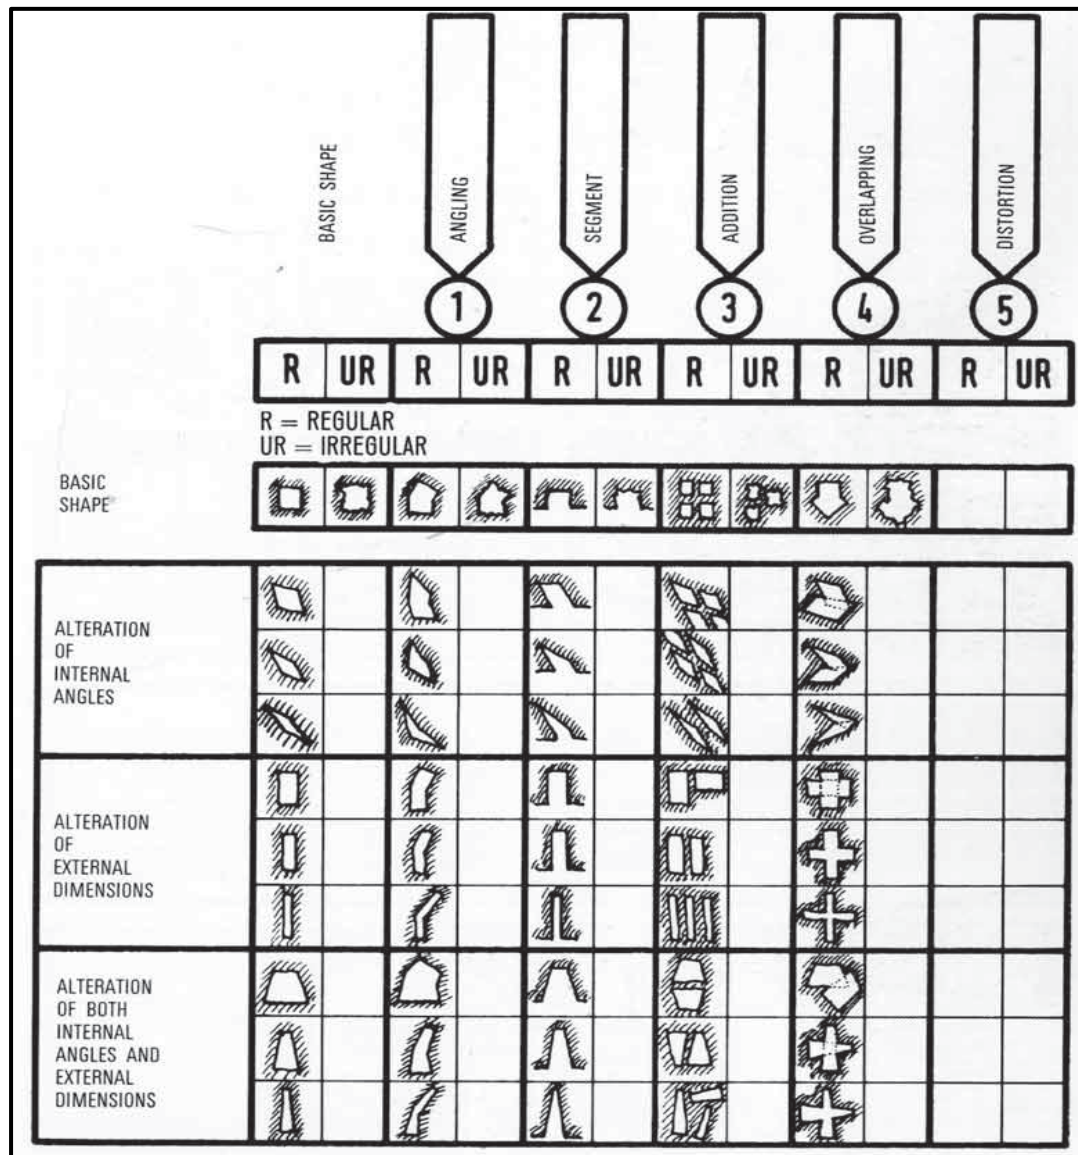 BASIC SHAPE
ANGLING
SEGMENT
ADDITION
OVERLAPPING
DISTORTION
1 2 3 4 5
R UR R UR R UR R UR R UR R UR
R = REGULAR
UR = IRREGULAR
BASIC
SHAPE
ALTERATION
OF
INTERNAL
ANGLES
ALTERATION
OF
EXTERNAL
DIMENSIONS
ALTERATION
OF BOTH
INTERNAL
ANGLES AND
EXTERNAL
DIMENSIONS